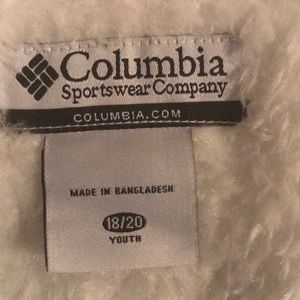 Columbia
Sportswear Company
COLUMBIA.COM
MADE IN BANGLADESH
18/20
YOUTH